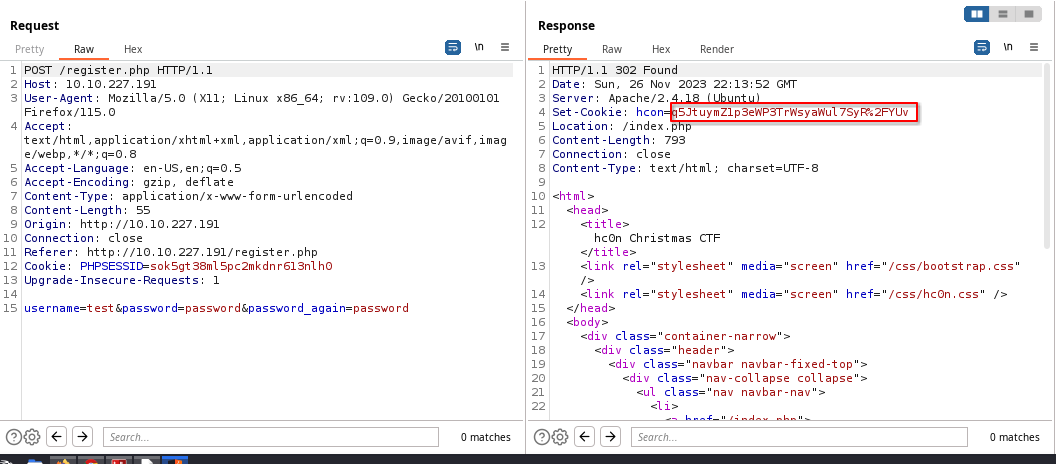 Request
Pretty Raw Hex \n
1 POST /register.php HTTP/1.1
2 Host: 10.10.227.191
3 User-Agent: Mozilla/5.0 (X11; Linux x86_64; rv:109.0) Gecko/20100101
Firefox/115.0
4 Accept:
text/html,application/xhtml+xml,application/xml;q=0.9,image/avif,imag
e/webp,*/*;q=0.8
5 Accept-Language: en-US,en;q=0.5
6 Accept-Encoding: gzip, deflate
7 Content-Type: application/x-www-form-urlencoded
8 Content-Length: 55
9 Origin: http://10.10.227.191
10 Connection: close
11 Referer: http://10.10.227.191/register.php
12 Cookie: PHPSESSID=sok5gt38ml5pc2mkdnr613nlh0
13 Upgrade-Insecure-Requests: 1
14
15 username=test&password=password&password_again=password
Search... 0 matches
Response
Pretty Raw Hex Render \n
1 HTTP/1.1 302 Found
2 Date: Sun, 26 Nov 2023 22:13:52 GMT
3 Server: Apache/2.4.18 (Ubuntu)
4 Set-Cookie: hcon=q5JtuymZlp3eWP3TrWsyaWul7SyR%2FYUv
5 Location: /index.php
6 Content-Length: 793
7 Connection: close
8 Content-Type: text/html; charset=UTF-8
9
10 <html>
11 <head>
12 <title>
hc0n Christmas CTF
</title>
13 <link rel="stylesheet" media="screen" href="/css/bootstrap.css"
/>
14 <link rel="stylesheet" media="screen" href="/css/hc0n.css" />
15 </head>
16 <body>
17 <div class="container-narrow">
18 <div class="header">
19 <div class="navbar navbar-fixed-top">
20 <div class="nav-collapse collapse">
21 <ul class="nav navbar-nav">
22 <li>
<a href="/index.php">
Search... 0 matches